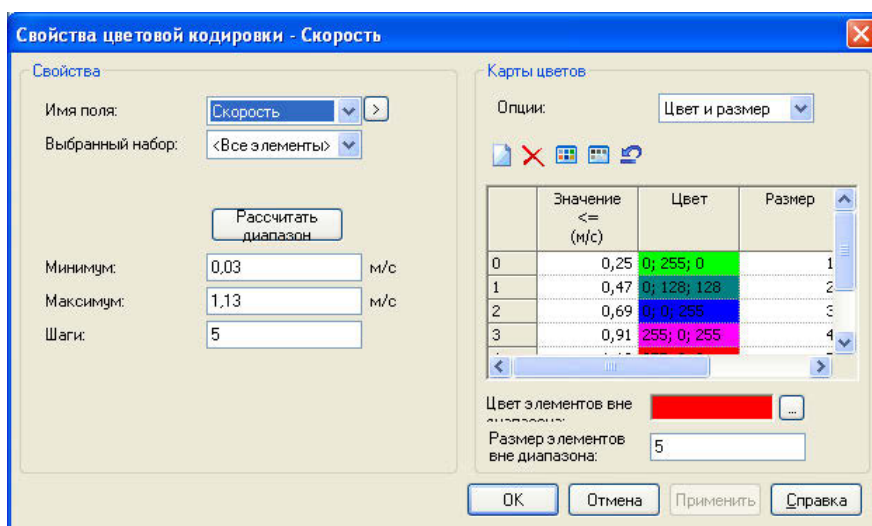 Свойства цветовой кодировки - Скорость
Свойства
Имя поля:
Скорость
>
Выбранный набор:
<Все элементы>
Рассчитать
диапазон
Минимум:
0,03
м/с
Максимум:
1,13
м/с
Шаги:
5
Карты цветов
Опции:
Цвет и размер
Значение
<=
(м/с)
Цвет
Размер
0
0,25
0; 255; 0
1
1
0,47
0; 128; 128
2
2
0,69
0; 0; 255
3
3
0,91
255; 0; 255
4
Цвет элементов вне
...
Размер элементов
вне диапазона:
5
OK
Отмена
Применить
Справка